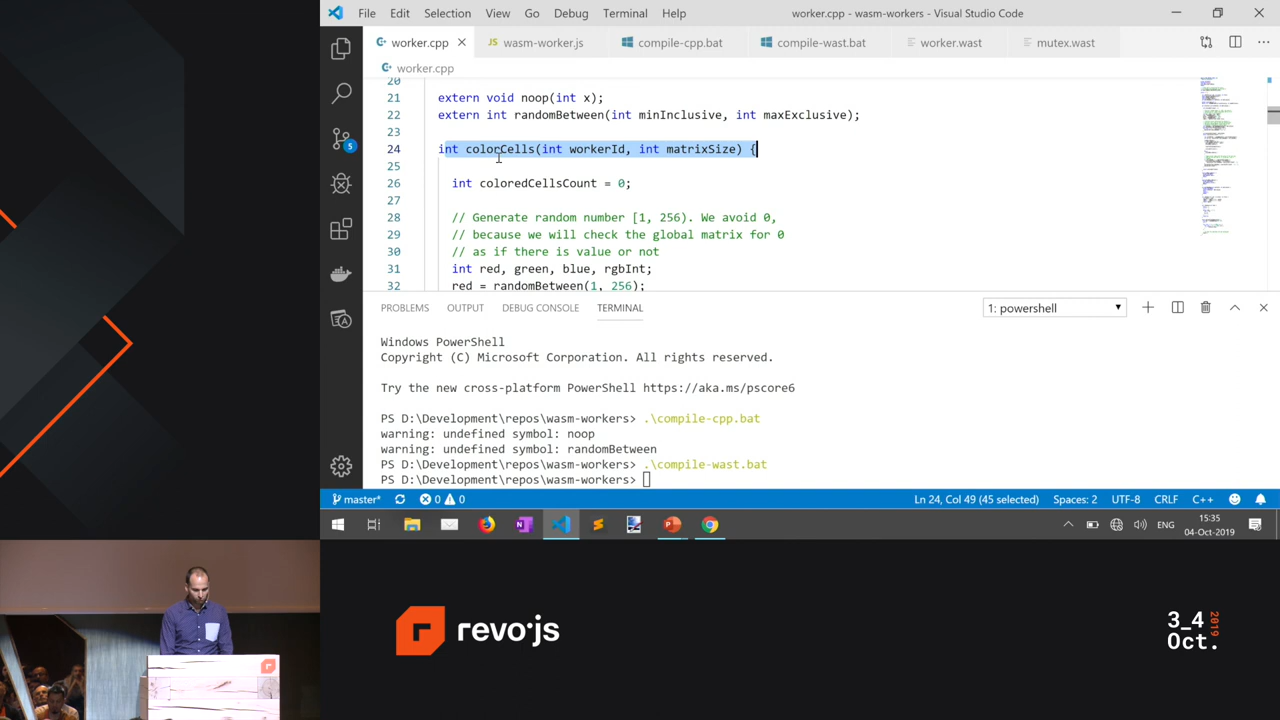 File Edit Selection View Go Debug Terminal Help worker.cpp - wasm-workers - Visual Studio Code
worker.cpp wasm-worker.js compile-cpp.bat compile-wast.bat worker.wast mutex.wast
worker.cpp
20
21 extern void noop(int x);
22 extern int randomBetween(int minInclusive, int maxExclusive);
23
24 int colorGrid(int workerId, int matrixSize) {
25
26 int coloredCellsCount = 0;
27
28 // Generate random nmber [1, 256). We avoid 0,
29 // because we will check the global matrix for 0
30 // as if there is value or not
31 int red, green, blue, rgbInt;
32 red = randomBetween(1, 256);
5
PROBLEMS OUTPUT DEBUG CONSOLE TERMINAL 1: powershell
Windows PowerShell
Copyright (C) Microsoft Corporation. All rights reserved.
Try the new cross-platform PowerShell https://aka.ms/pscore6
PS D:\Development\repos\wasm-workers> .\compile-cpp.bat
warning: undefined symbol: noop
warning: undefined symbol: randomBetween
PS D:\Development\repos\wasm-workers> .\compile-wast.bat
PS D:\Development\repos\wasm-workers>
master* 0 0 Ln 24, Col 49 (45 selected) Spaces: 2 UTF-8 CRLF C++
ENG 15:35
04-Oct-2019
revo·js
3_4 2019
Oct.